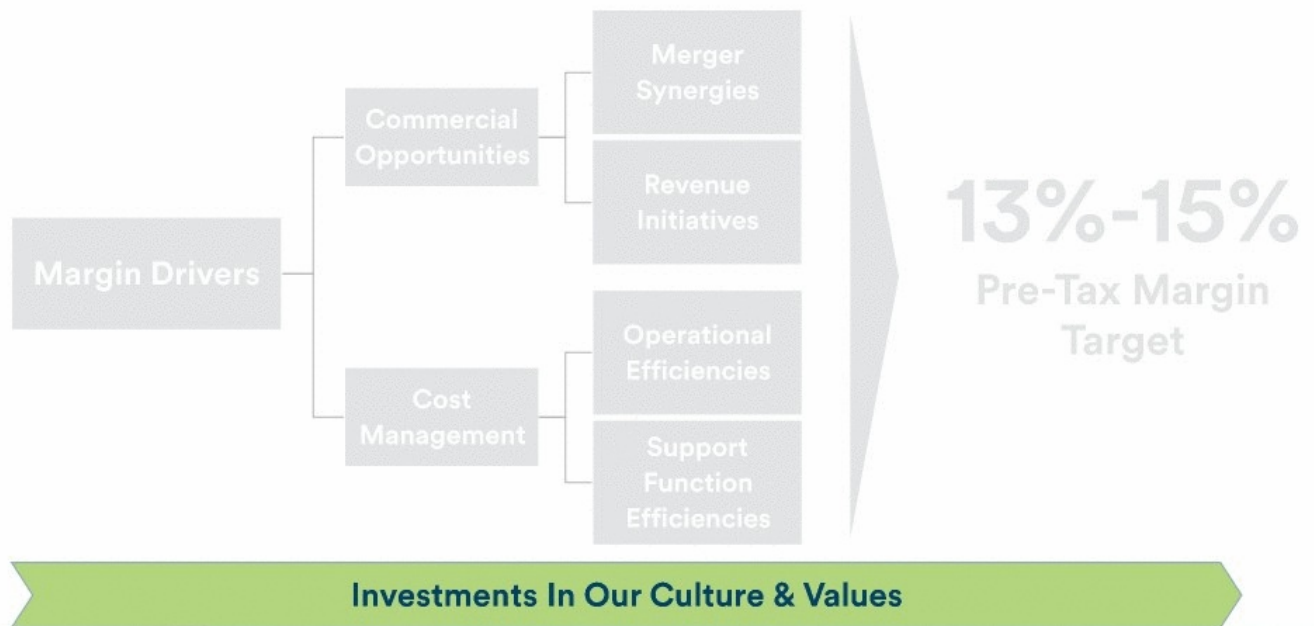 Margin Drivers
Commercial
Opportunities
Cost
Management
Merger
Synergies
Revenue
Initiatives
Operational
Efficiencies
Support
Function
Efficiencies
13%-15%
Pre-Tax Margin
Target
Investments In Our Culture & Values